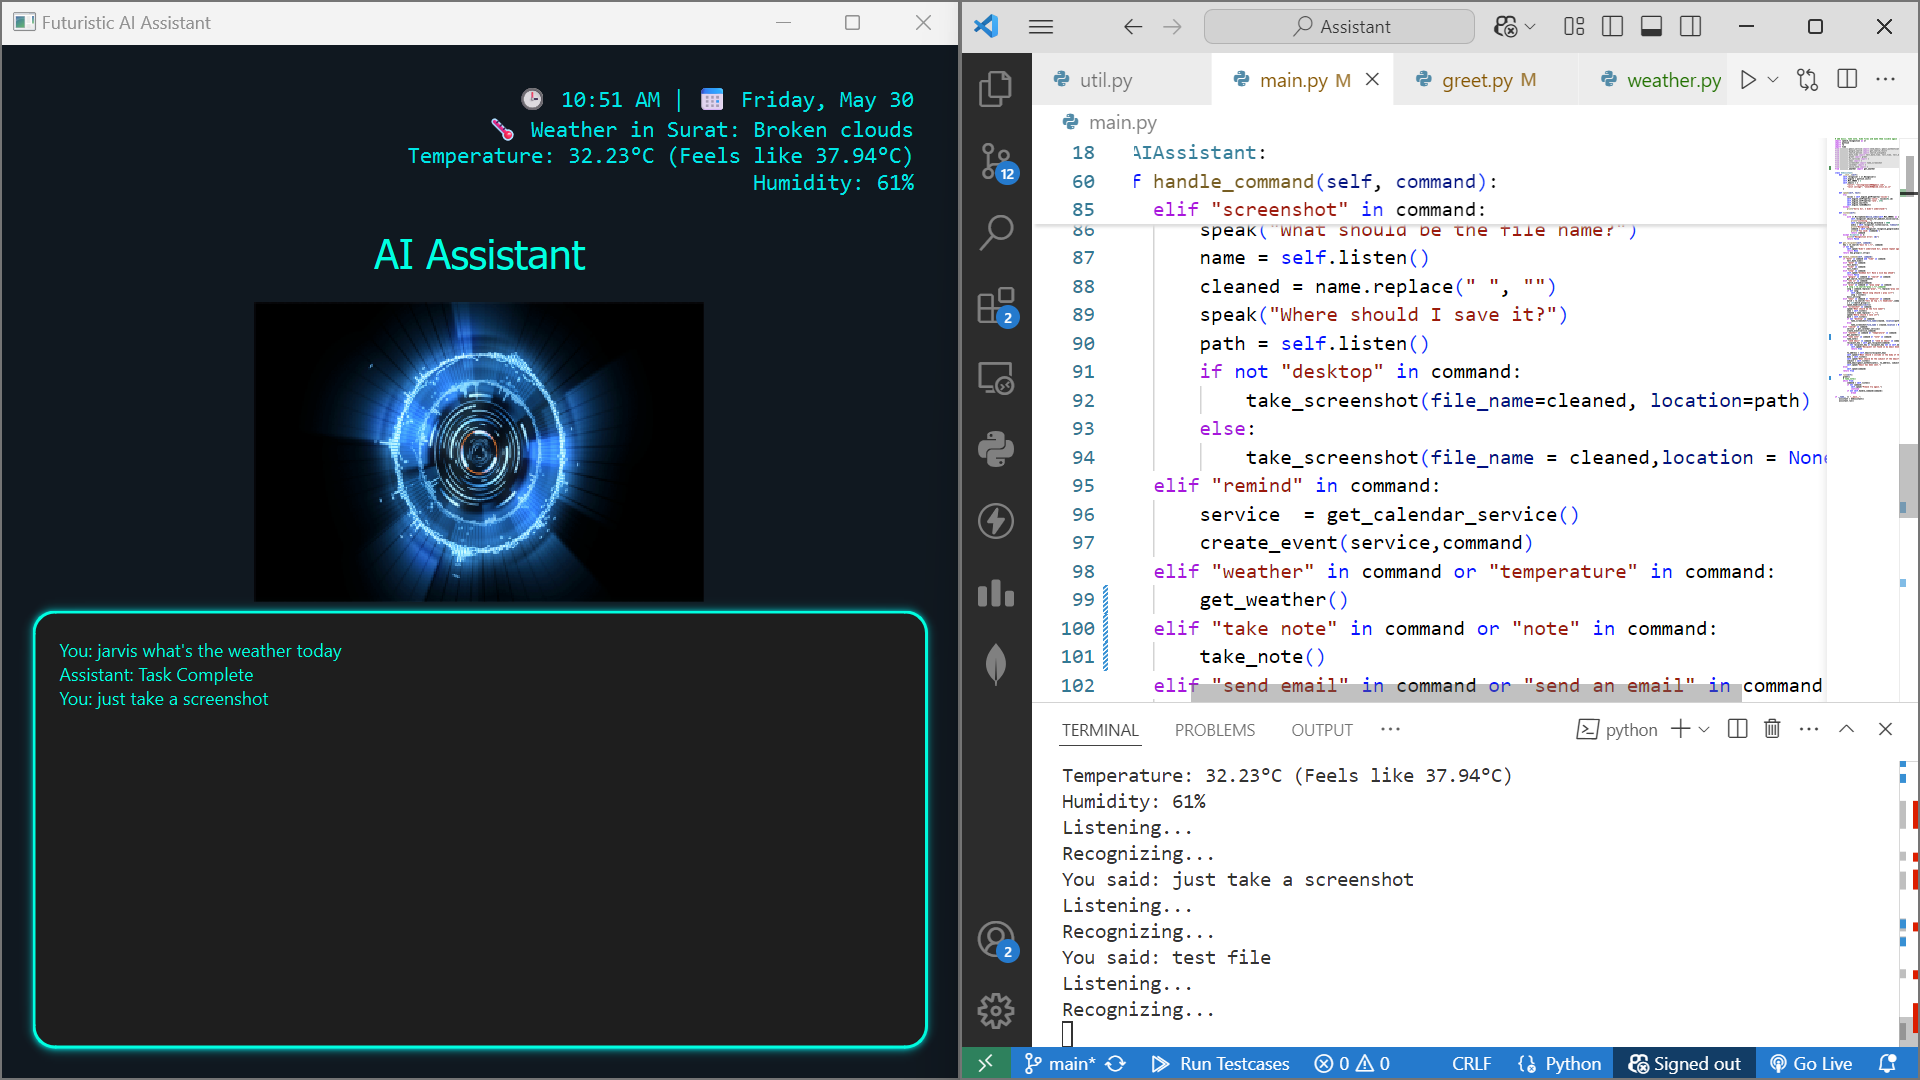 Futuristic AI Assistant
10:51 AM | Friday, May 30
Weather in Surat: Broken clouds
Temperature: 32.23°C (Feels like 37.94°C)
Humidity: 61%
AI Assistant
You: jarvis what's the weather today
Assistant: Task Complete
You: just take a screenshot
Assistant
util.py
main.py M
greet.py M
weather.py
main.py
18 AIAssistant:
60 f handle_command(self, command):
85 elif "screenshot" in command:
86 speak("What should be the file name?")
87 name = self.listen()
88 cleaned = name.replace(" ", "")
89 speak("Where should I save it?")
90 path = self.listen()
91 if not "desktop" in command:
92 take_screenshot(file_name=cleaned, location=path)
93 else:
94 take_screenshot(file_name = cleaned,location = None
95 elif "remind" in command:
96 service  = get_calendar_service()
97 create_event(service,command)
98 elif "weather" in command or "temperature" in command:
99 get_weather()
100 elif "take note" in command or "note" in command:
101 take_note()
102 elif "send email" in command or "send an email" in command
12
2
2
TERMINAL PROBLEMS OUTPUT
python
Temperature: 32.23°C (Feels like 37.94°C)
Humidity: 61%
Listening...
Recognizing...
You said: just take a screenshot
Listening...
Recognizing...
You said: test file
Listening...
Recognizing...
main* Run Testcases 0 0 CRLF Python Signed out Go Live